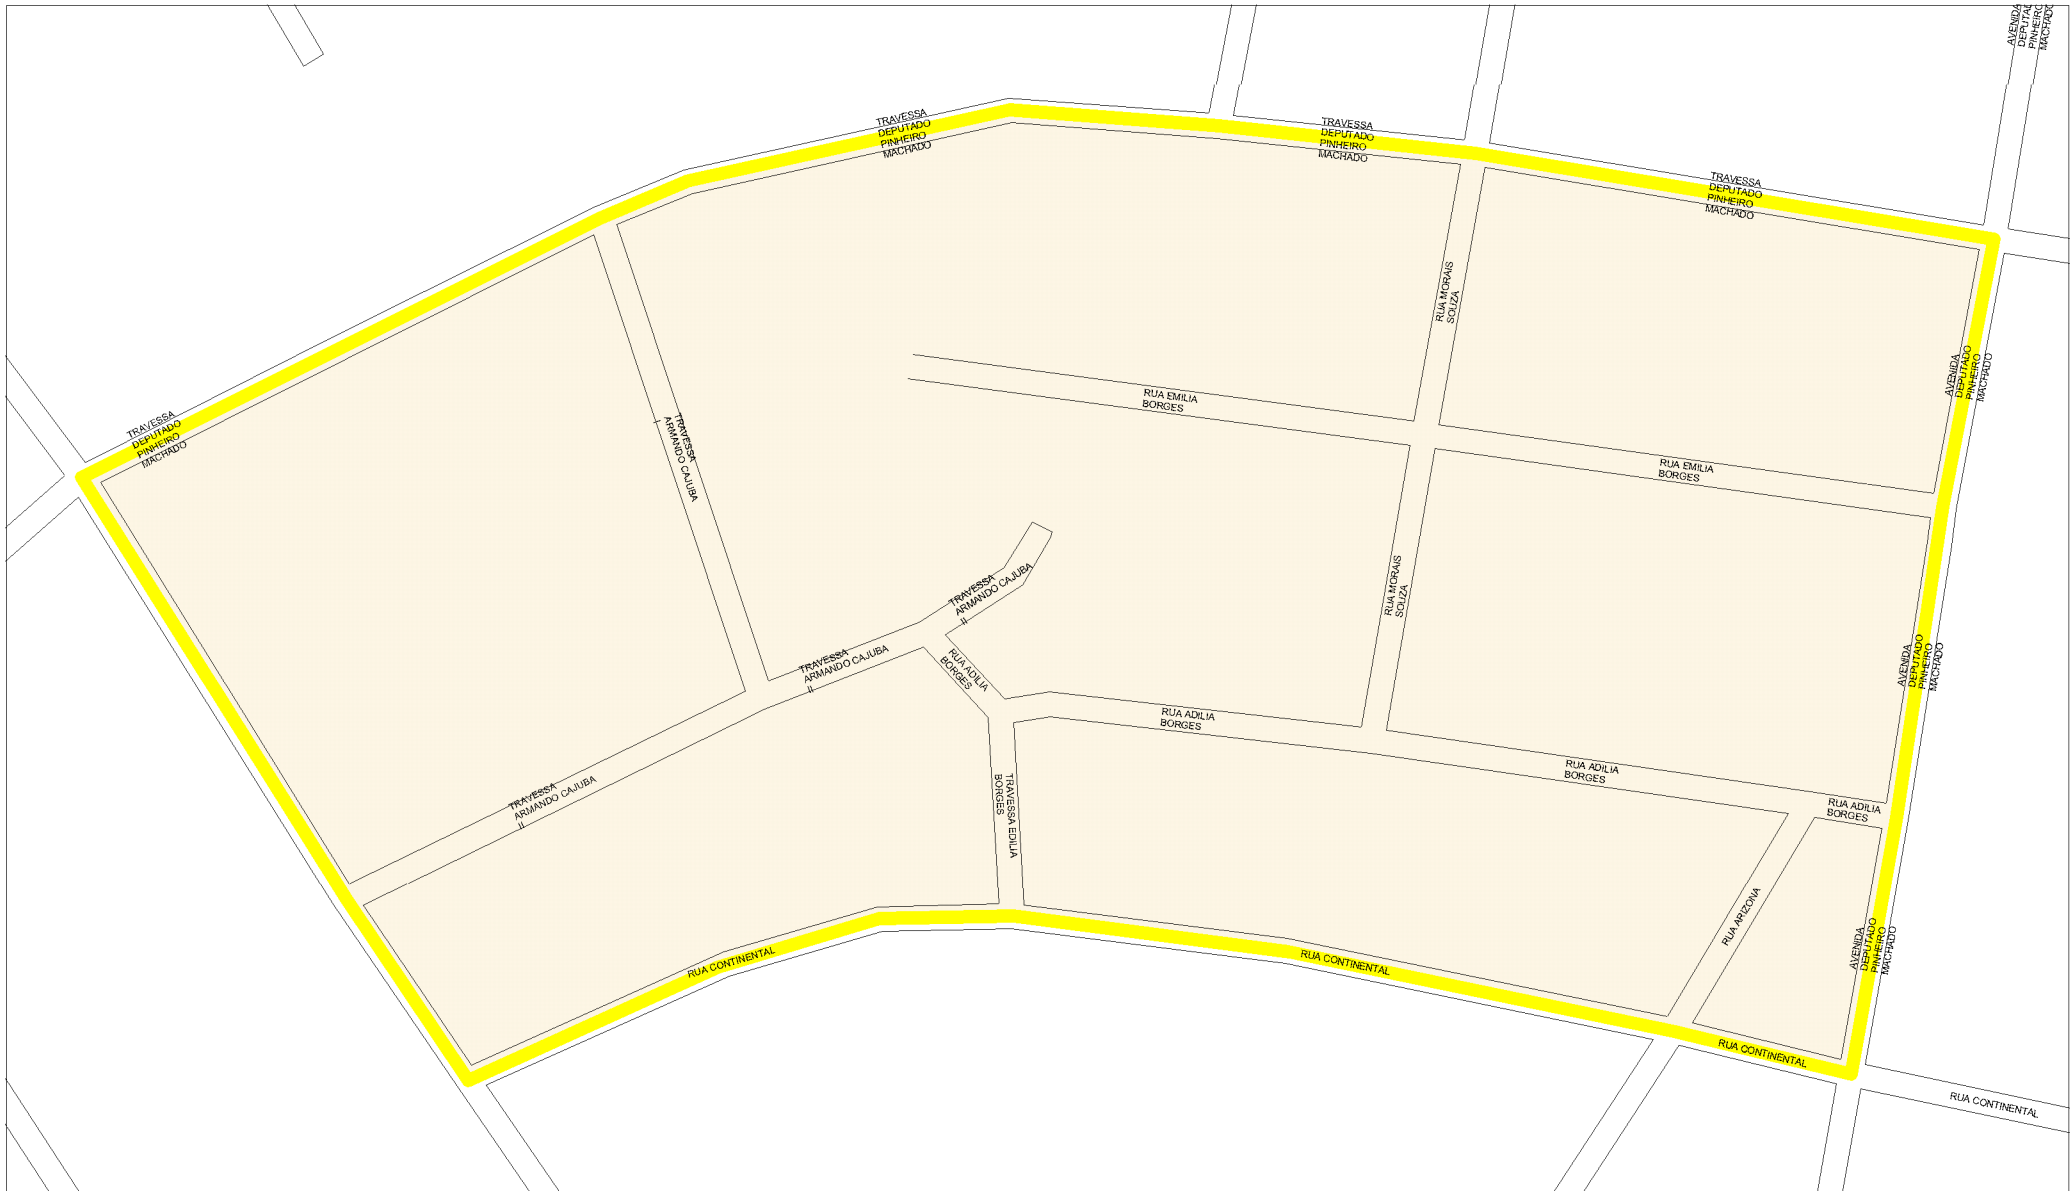 AVENIDA
DEPUTADO
PINHEIRO
MACHADO
TRAVESSA
DEPUTADO
PINHEIRO
MACHADO
TRAVESSA
DEPUTADO
PINHEIRO
MACHADO
TRAVESSA
DEPUTADO
PINHEIRO
MACHADO
RUA MORAIS
SOUZA
AVENIDA
DEPUTADO
PINHEIRO
MACHADO
RUA EMILIA
BORGES
TRAVESSA
DEPUTADO
PINHEIRO
MACHADO
TRAVESSA
ARMANDO CAJUBA
I
RUA EMILIA
BORGES
TRAVESSA
ARMANDO CAJUBA
II
RUA MORAIS
SOUZA
TRAVESSA
ARMANDO CAJUBA
II
RUA ADILIA
BORGES
AVENIDA
DEPUTADO
PINHEIRO
MACHADO
RUA ADILIA
BORGES
TRAVESSA
ARMANDO CAJUBA
II
TRAVESSA EDILIA
BORGES
RUA ADILIA
BORGES
RUA ADILIA
BORGES
RUA ARIZONA
AVENIDA
DEPUTADO
PINHEIRO
MACHADO
RUA CONTINENTAL
RUA CONTINENTAL
RUA CONTINENTAL
RUA CONTINENTAL